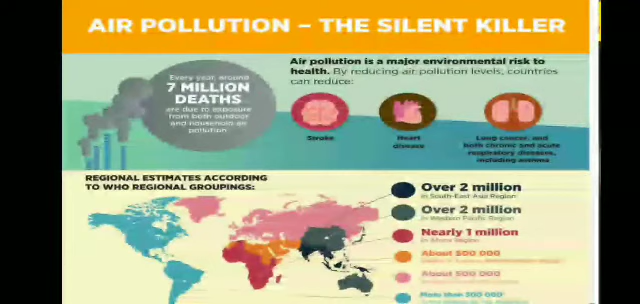 AIR POLLUTION – THE SILENT KILLER
Every year, around
7 MILLION
DEATHS
are due to exposure
from both outdoor
and household air
pollution.
Air pollution is a major environmental risk to
health. By reducing air pollution levels, countries
can reduce:
Stroke
Heart
disease
Lung cancer, and
both chronic and acute
respiratory diseases,
including asthma
REGIONAL ESTIMATES ACCORDING
TO WHO REGIONAL GROUPINGS:
Over 2 million
in South-East Asia Region
Over 2 million
in Western Pacific Region
Nearly 1 million
in Africa Region
About 500 000
About 500 000
More than 300 000